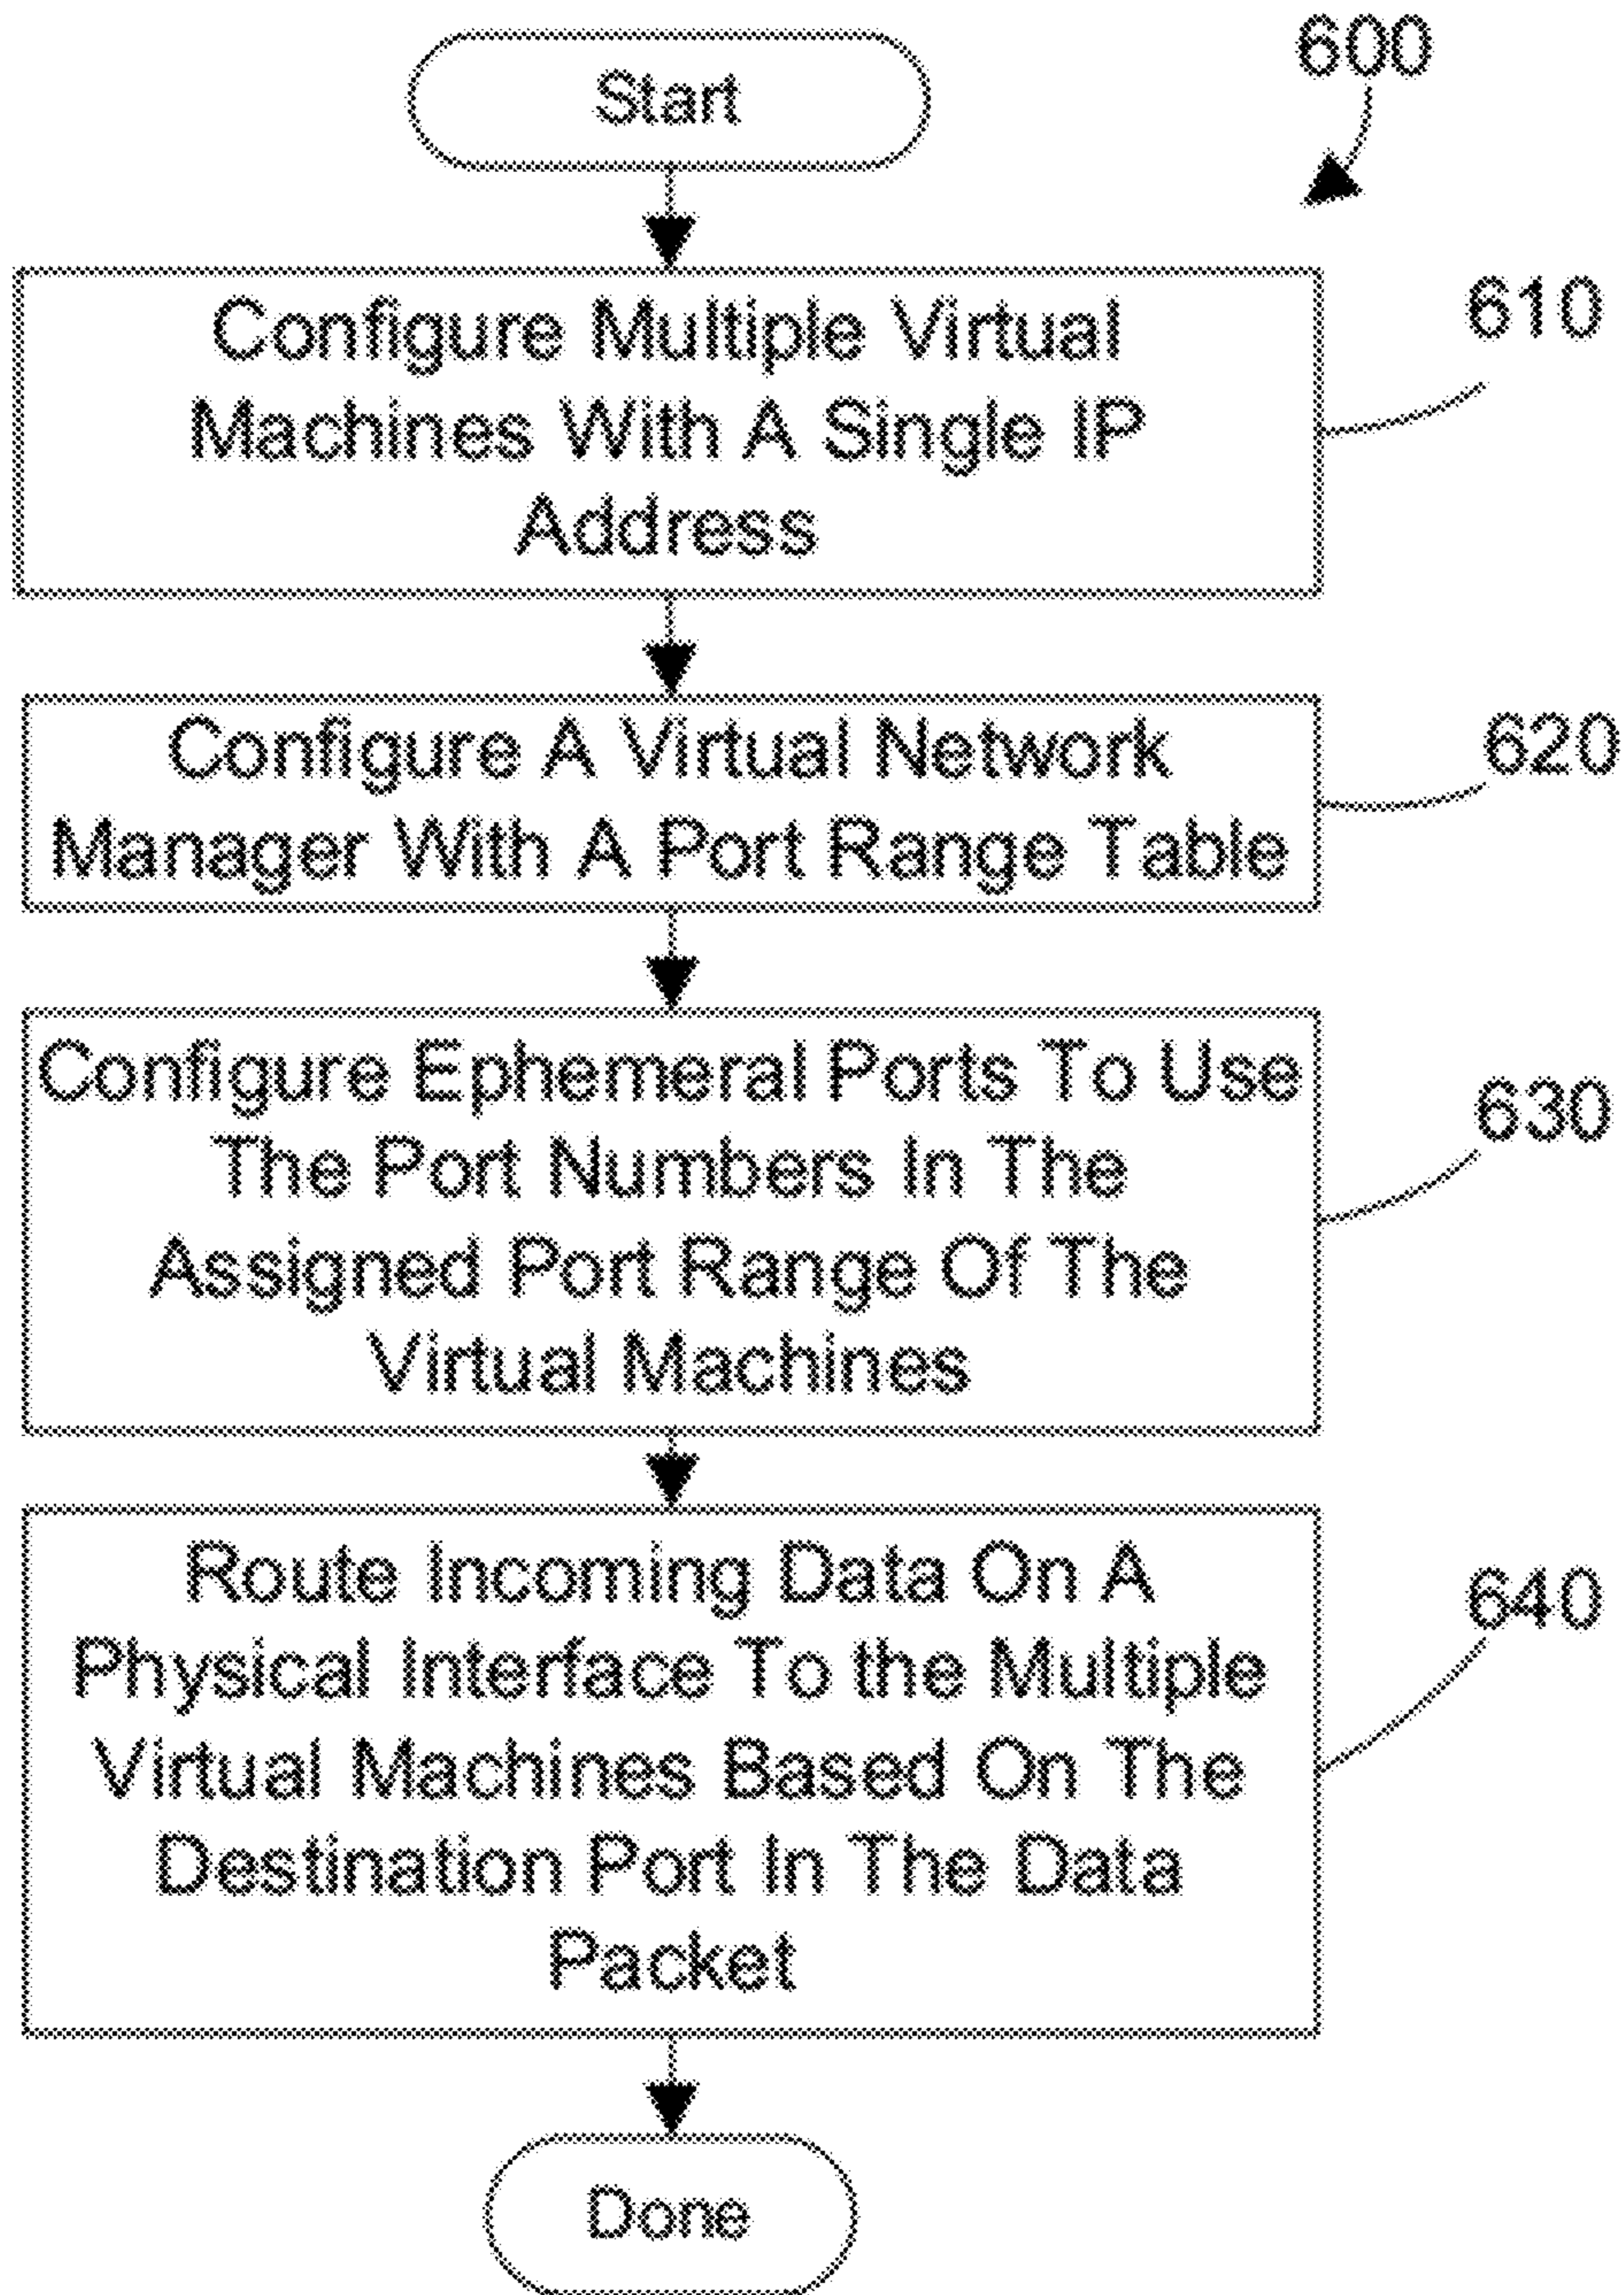 Start
600
Configure Multiple Virtual
Machines With A Single IP
Address
610
Configure A Virtual Network
Manager With A Port Range Table
620
Configure Ephemeral Ports To Use
The Port Numbers In The
Assigned Port Range Of The
Virtual Machines
630
Route Incoming Data On A
Physical Interface To the Multiple
Virtual Machines Based On The
Destination Port In The Data
Packet
640
Done